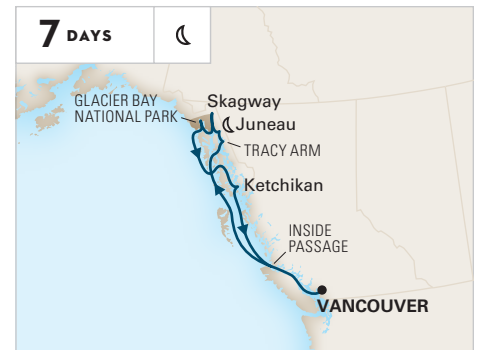 7 DAYS
GLACIER BAY
NATIONAL PARK
Skagway
Juneau
TRACY ARM
Ketchikan
INSIDE
PASSAGE
VANCOUVER